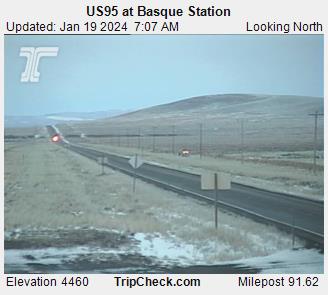 US95 at Basque Station
Updated: Jan 19 2024 7:07 AM Looking North
Elevation 4460 TripCheck.com Milepost 91.62